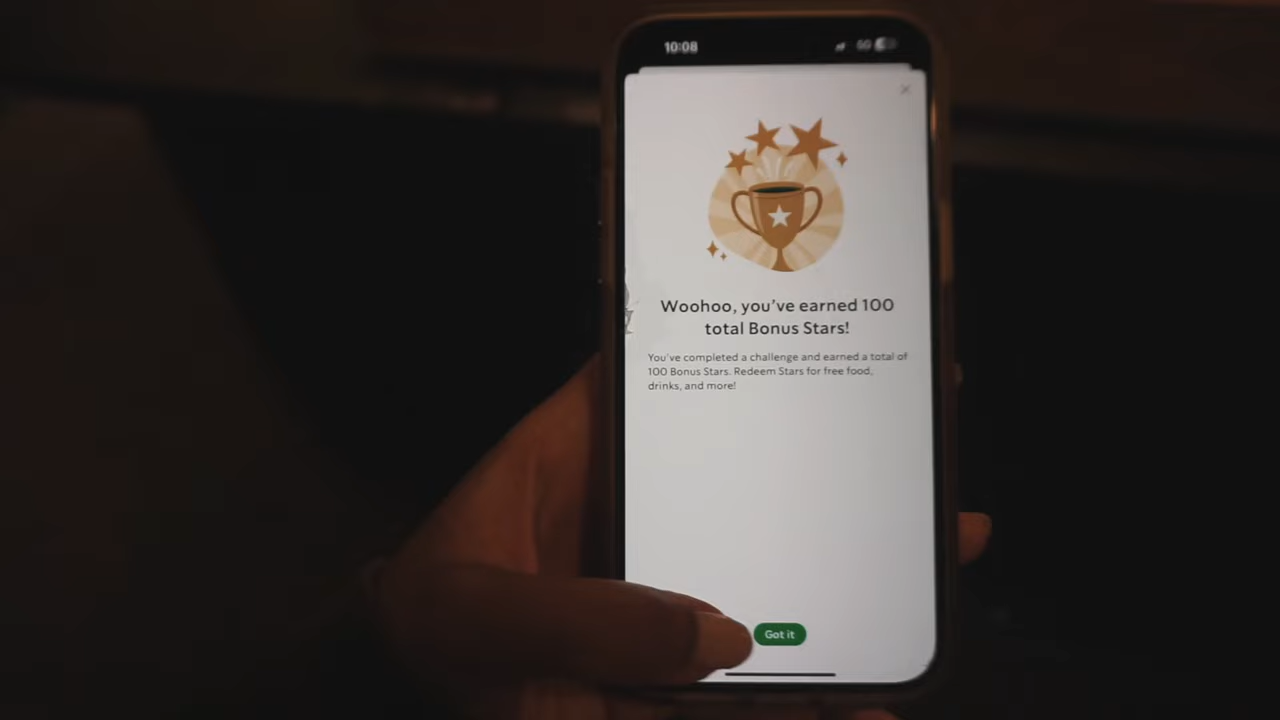 10:08
5G
Woohoo, you've earned 100
total Bonus Stars!
You've completed a challenge and earned a total of
100 Bonus Stars. Redeem Stars for free food,
drinks, and more!
Got it